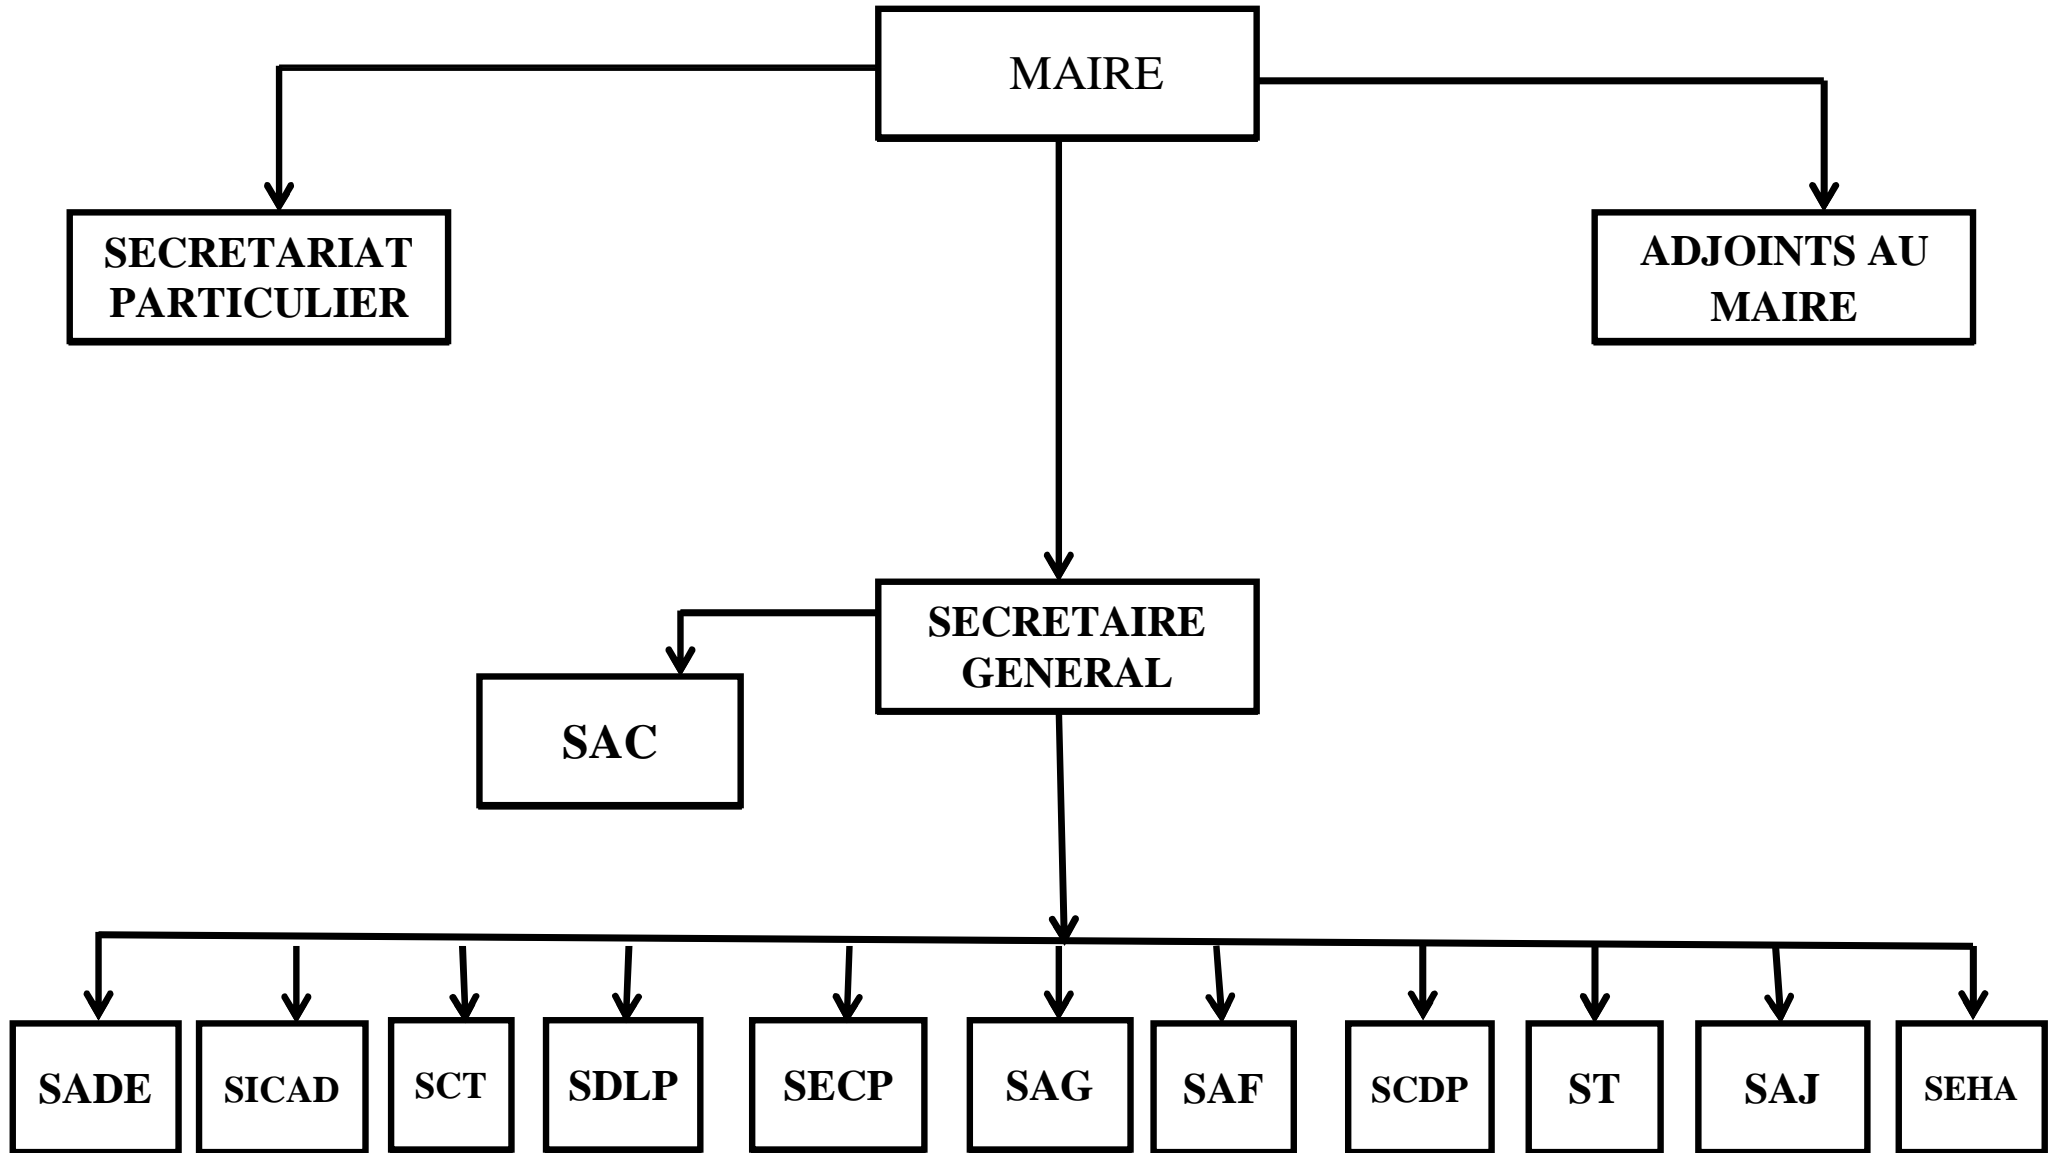 MAIRE
SECRETARIAT
PARTICULIER
ADJOINTS AU
MAIRE
SECRETAIRE
GENERAL
SAC
SADE
SICAD
SCT
SDLP
SECP
SAG
SAF
SCDP
ST
SAJ
SEHA